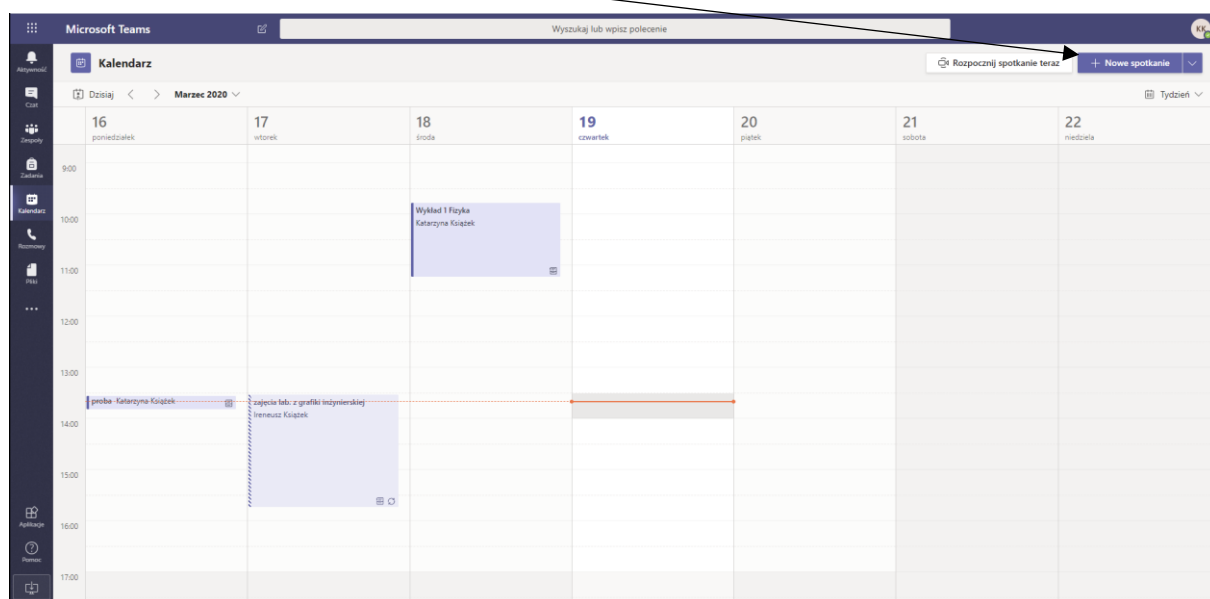 Microsoft Teams
Wyszukaj lub wpisz polecenie
KK
Aktywność
Kalendarz
Rozpocznij spotkanie teraz
+ Nowe spotkanie
Czat
Dzisiaj < > Marzec 2020
Tydzień
Zespoły
16 17 18 19 20 21 22
poniedziałek wtorek środa czwartek piątek sobota niedziela
Zadania
9:00
Kalendarz
Wykład 1 Fizyka
Katarzyna Książek
10:00
Rozmowy
11:00
Pliki
12:00
13:00
proba Katarzyna Książek
zajęcia lab. z grafiki inżynierskiej
Ireneusz Książek
14:00
15:00
Aplikacje
16:00
Pomoc
17:00